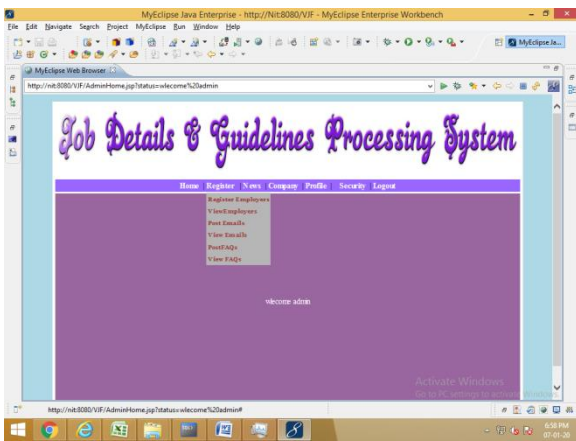 MyEclipse Java Enterprise - http://Nit:8080/VJF - MyEclipse Enterprise Workbench
File Edit Navigate Search Project MyEclipse Run Window Help
MyEclipse Ja...
MyEclipse Web Browser
http://nit:8080/VJF/AdminHome.jsp?status=wlecome%20admin
Job Details & Guidelines Processing System
Home Register News Company Profile Security Logout
Register Employers
ViewEmployers
Post Emails
View Emails
PostFAQs
View FAQs
wlecome admin
Activate Windows
Go to PC settings to activate Windows.
http://nit:8080/VJF/AdminHome.jsp?status=wlecome%20admin#
6:58 PM
07-01-20